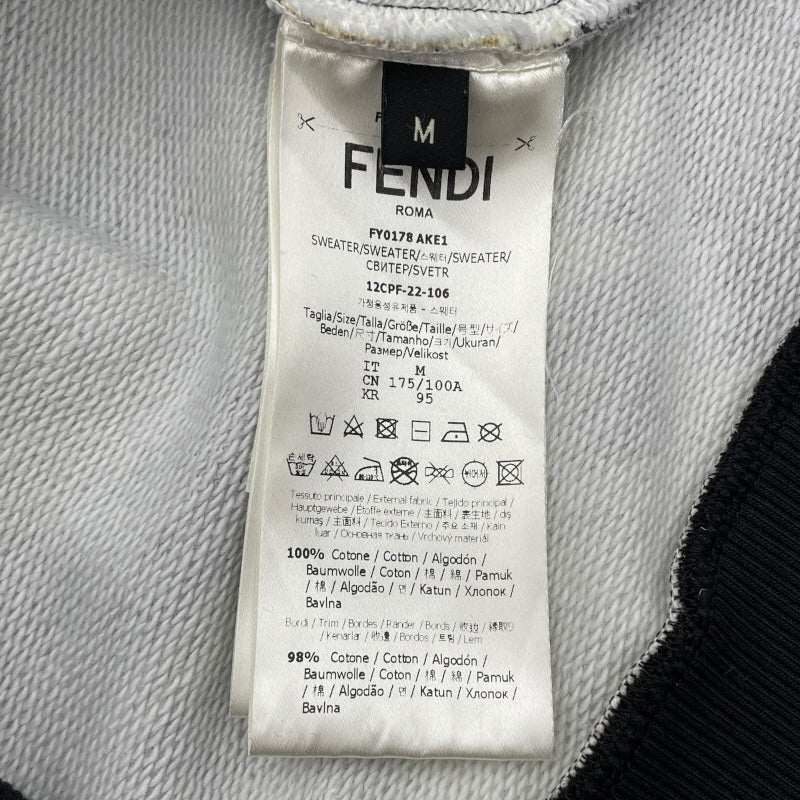 M
FENDI
ROMA
FY0178 AKE1
SWEATER/SWEATER/스웨터/SWEATER/
СВИТЕР/SVETR
12CPF-22-106
가정용섬유제품 - 스웨터
Taglia/Size/Talla/Größe/Taille/号型/サイズ/
Beden/尺寸/Tamanho/크기/Ukuran/
Размер/Velikost
IT M
CN 175/100A
KR 95
손세탁
Tessuto principale / External fabric / Tejido principal /
Hauptgewebe / Étoffe externe / 主面料 / 表生地 / dış
kumaş / 主面料 / Tecido Externo / 주요 소재 / Kain
luar / Основная ткань / Vrchový materiál
100% Cotone / Cotton / Algodón /
Baumwolle / Coton / 棉 / 綿 / Pamuk
/ 棉 / Algodão / 면 / Katun / Хлопок /
Bavlna
Bordi / Trim / Bordes / Ränder / Bords / 收边 / 縁取り
/ Kenarlar / 收邊 / Bordos / 트림 / Lem
98% Cotone / Cotton / Algodón /
Baumwolle / Coton / 棉 / 綿 / Pamuk
/ 棉 / Algodão / 면 / Katun / Хлопок /
Bavlna